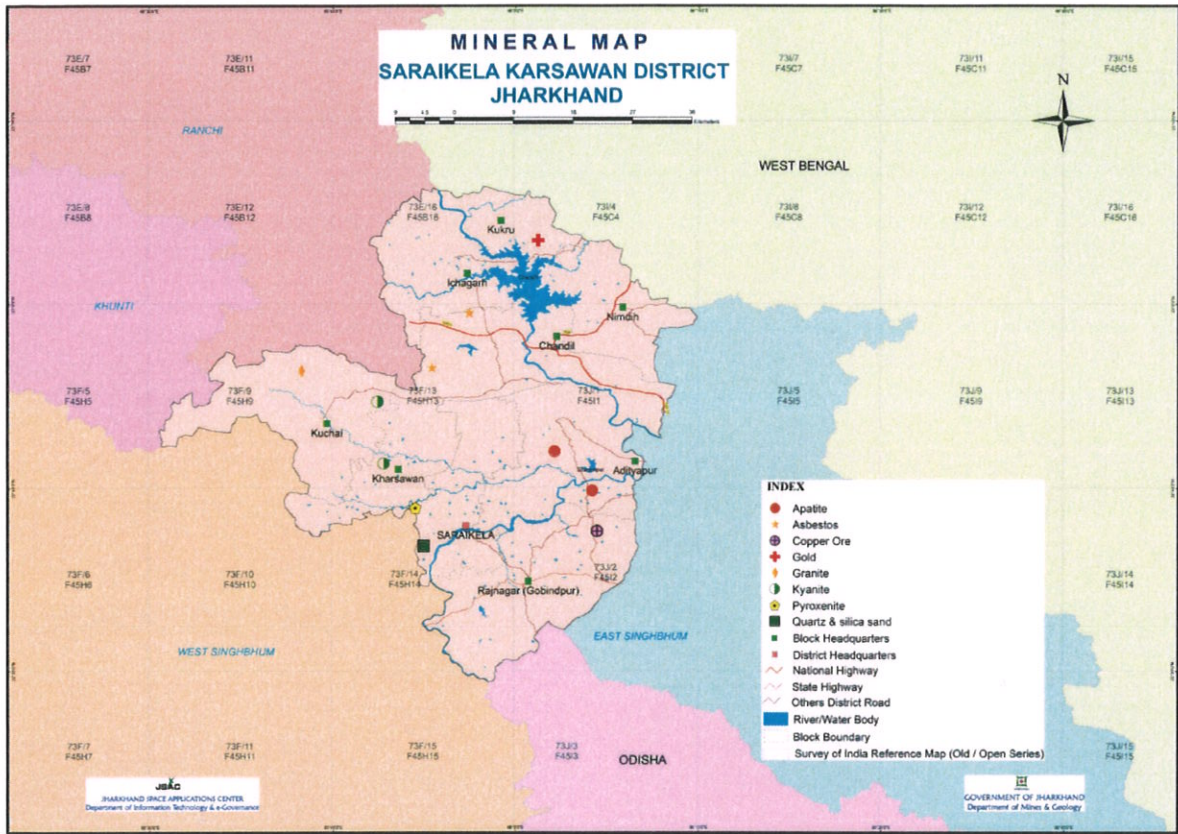 MINERAL MAP
SARAIKELA KARSAWAN DISTRICT
JHARKHAND
Kilometers
N
73E/7
F45B7
73E/11
F45B11
73I/7
F45C7
73I/11
F45C11
73I/15
F45C15
RANCHI
WEST BENGAL
73E/8
F45B8
73E/12
F45B12
73E/16
F45B16
73I/4
F45C4
73I/8
F45C8
73I/12
F45C12
73I/16
F45C16
Kukru
Ichagarh
KHUNTI
Nimdih
Chandil
73F/5
F45H5
73F/9
F45H9
73F/13
F45H13
73J/1
F45I1
73J/5
F45I5
73J/9
F45I9
73J/13
F45I13
Kuchai
Kharsawan
Adityapur
SARAIKELA
73F/6
F45H6
73F/10
F45H10
73F/14
F45H14
73J/2
F45I2
73J/14
F45I14
Rajnagar (Gobindpur)
WEST SINGHBHUM
EAST SINGHBHUM
INDEX
Apatite
Asbestos
Copper Ore
Gold
Granite
Kyanite
Pyroxenite
Quartz & silica sand
Block Headquarters
District Headquarters
National Highway
State Highway
Others District Road
River/Water Body
Block Boundary
Survey of India Reference Map (Old / Open Series)
73F/7
F45H7
73F/11
F45H11
73F/15
F45H15
73J/3
F45I3
73J/15
F45I15
ODISHA
JSAC
JHARKHAND SPACE APPLICATIONS CENTER
Department of Information Technology & e-Governance
GOVERNMENT OF JHARKHAND
Department of Mines & Geology